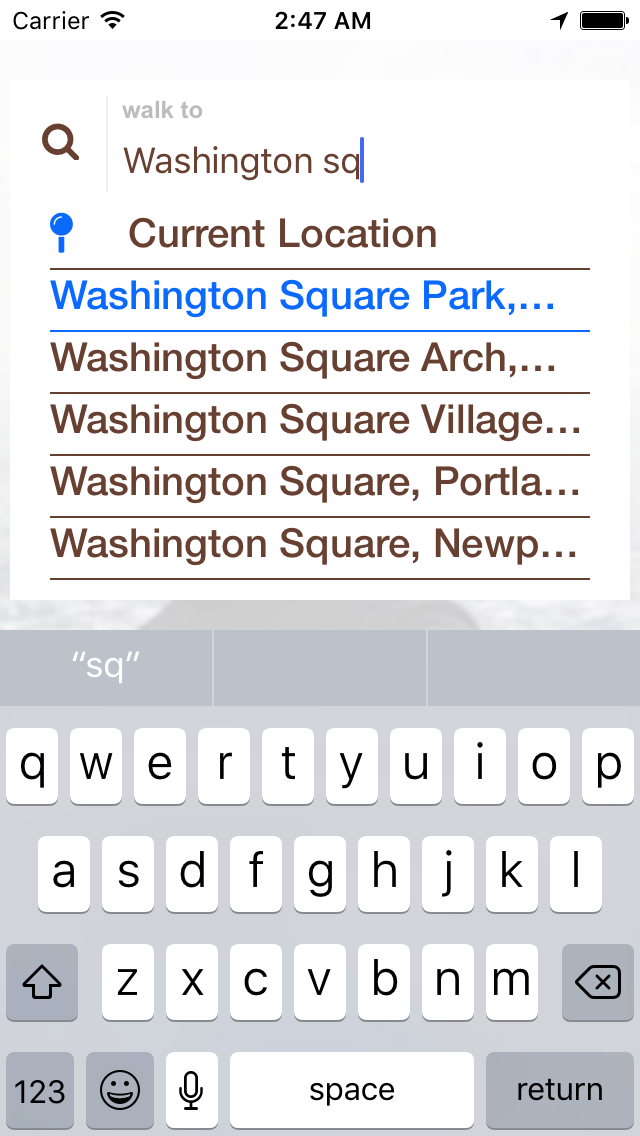 Carrier 2:47 AM
walk to
Washington sq
Current Location
Washington Square Park,...
Washington Square Arch,...
Washington Square Village...
Washington Square, Portla...
Washington Square, Newp...
“sq”
q w e r t y u i o p
a s d f g h j k l
z x c v b n m
123 space return